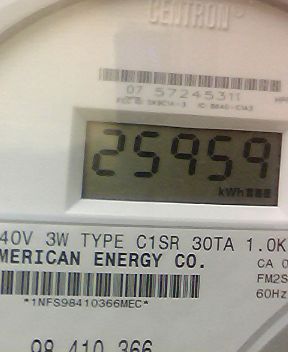 CENTRON®
07 57245311
25959
kWh
40V 3W TYPE C1SR 30TA 1.0K
MERICAN ENERGY CO.
CA 0
FM2S
60Hz
*1NFS98410366MEC*
98 410 366